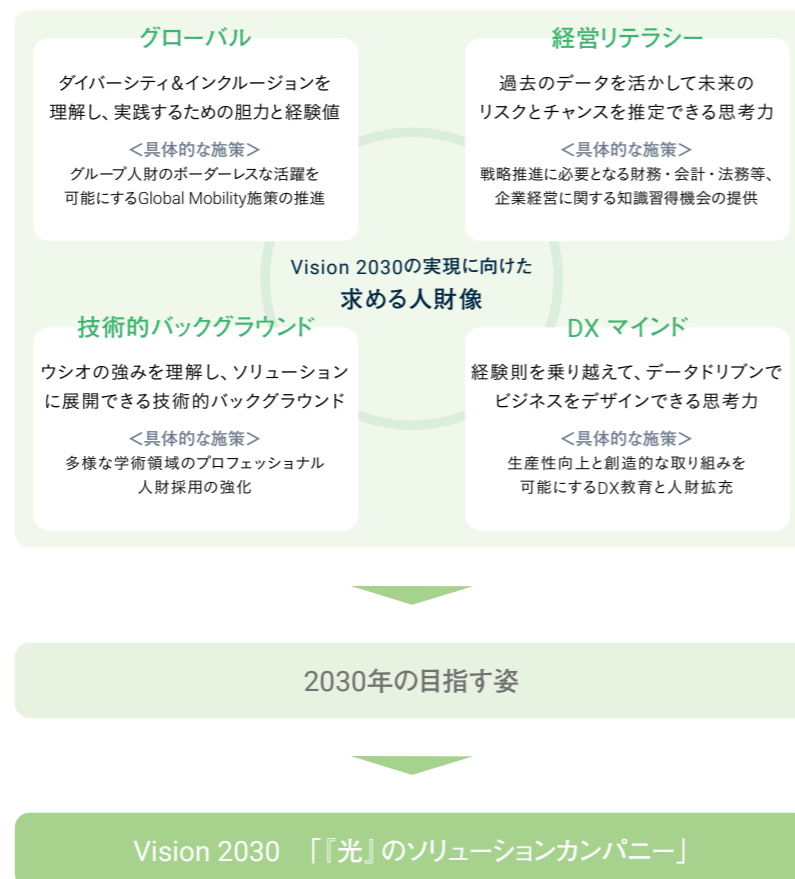 グローバル
ダイバーシティ&インクルージョンを
理解し、実践するための胆力と経験値
＜具体的な施策＞
グループ人財のボーダーレスな活躍を
可能にするGlobal Mobility施策の推進
経営リテラシー
過去のデータを活かして未来の
リスクとチャンスを推定できる思考力
＜具体的な施策＞
戦略推進に必要となる財務・会計・法務等、
企業経営に関する知識習得機会の提供
Vision 2030の実現に向けた
求める人財像
技術的バックグラウンド
ウシオの強みを理解し、ソリューション
に展開できる技術的バックグラウンド
＜具体的な施策＞
多様な学術領域のプロフェッショナル
人財採用の強化
DX マインド
経験則を乗り越えて、データドリブンで
ビジネスをデザインできる思考力
＜具体的な施策＞
生産性向上と創造的な取り組みを
可能にするDX教育と人財拡充
2030年の目指す姿
Vision 2030　「『光』のソリューションカンパニー」